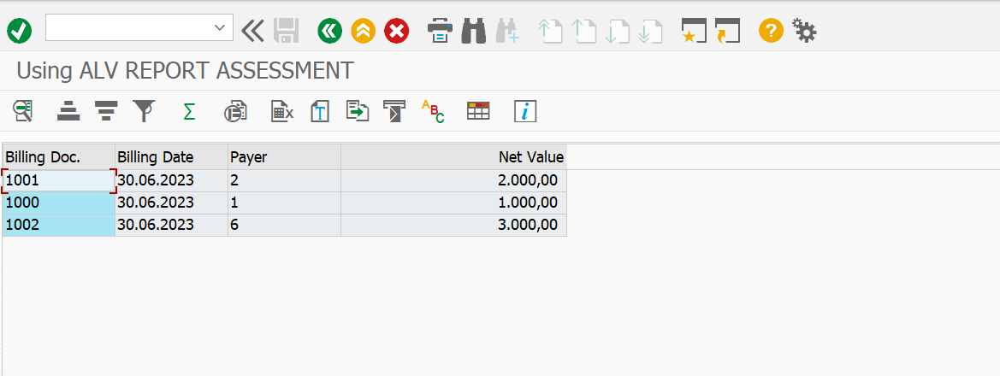 Using ALV REPORT ASSESSMENT
Billing Doc. Billing Date Payer Net Value
1001 30.06.2023 2 2.000,00
1000 30.06.2023 1 1.000,00
1002 30.06.2023 6 3.000,00